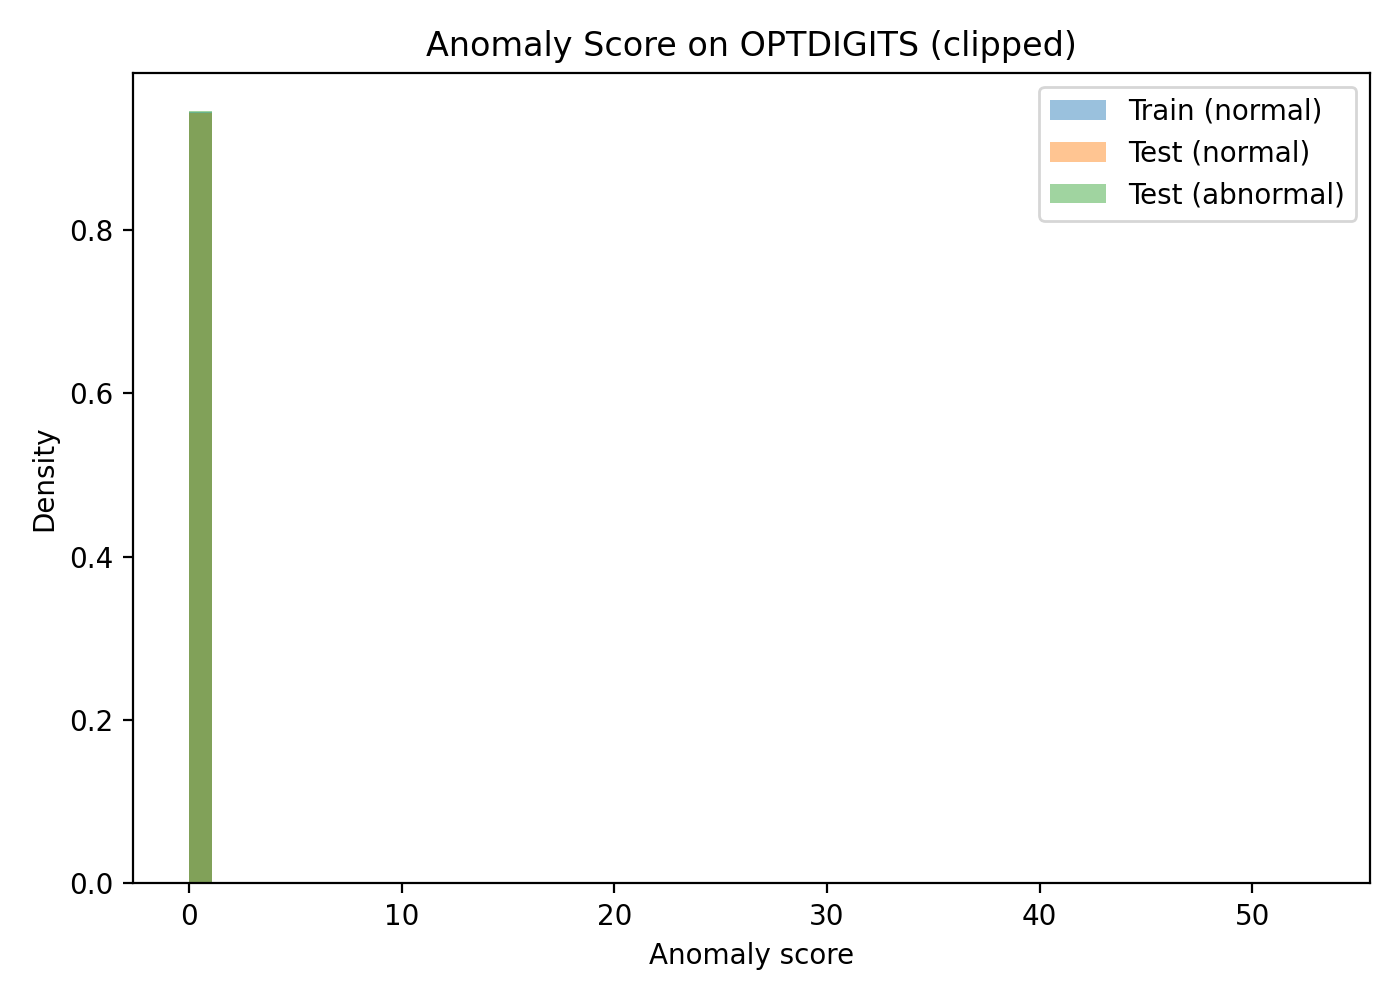 Anomaly Score on OPTDIGITS (clipped)
Train (normal)
Test (normal)
Test (abnormal)
Density
0.8
0.6
0.4
0.2
0.0
0 10 20 30 40 50
Anomaly score